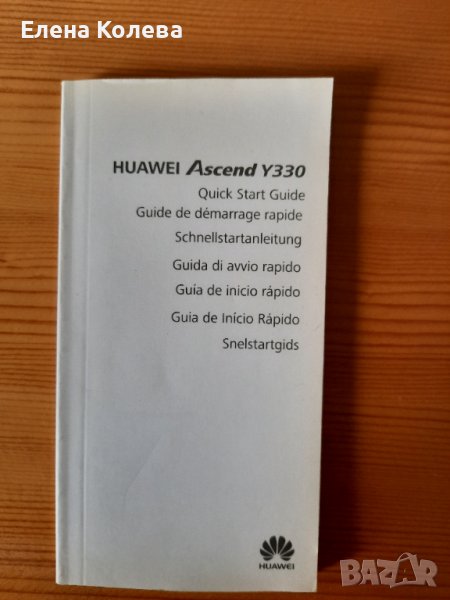 Елена Колева
HUAWEI Ascend Y330
Quick Start Guide
Guide de démarrage rapide
Schnellstartanleitung
Guida di avvio rapido
Guía de inicio rápido
Guia de Início Rápido
Snelstartgids
HUAWEI
BAZAR